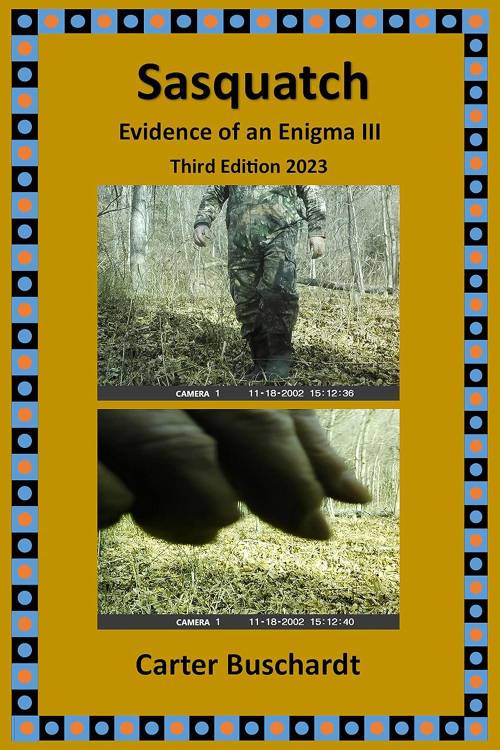 Sasquatch
Evidence of an Enigma III
Third Edition 2023
CAMERA 1 11-18-2002 15:12:36
CAMERA 1 11-18-2002 15:12:40
Carter Buschardt